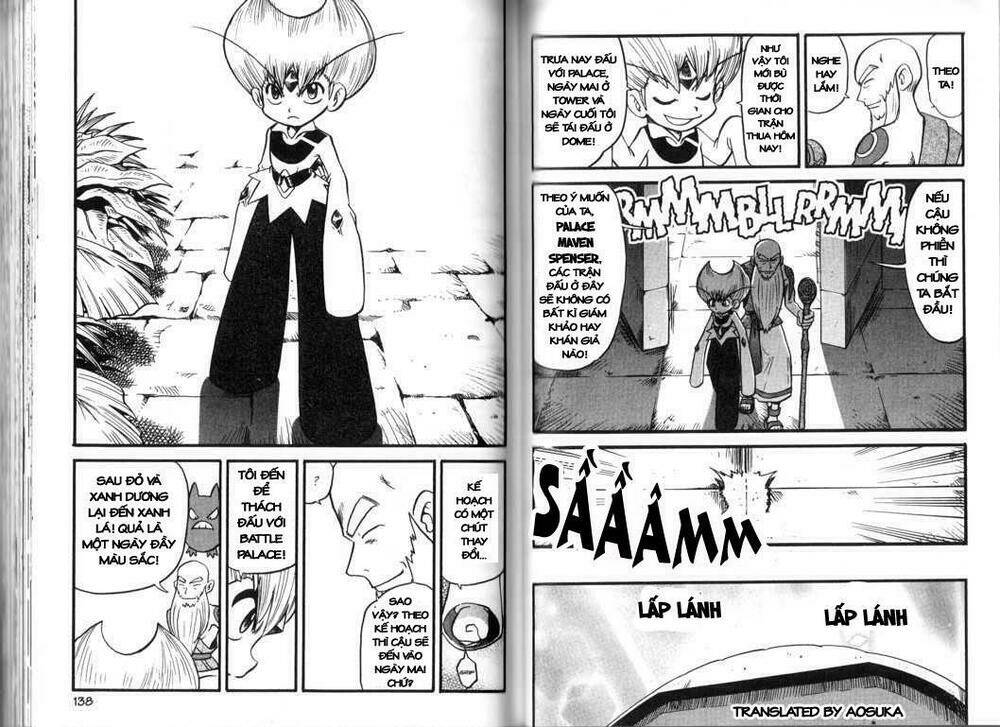 SAU ĐỎ VÀ
XANH DƯƠNG
LẠI ĐẾN XANH
LÁ! QUẢ LÀ
MỘT NGÀY ĐẦY
MÀU SẮC!
TÔI ĐẾN
ĐỂ
THÁCH
ĐẤU VỚI
BATTLE
PALACE!
?
SAO
VẬY? THEO
KẾ HOẠCH
THÌ CẬU SẼ
ĐẾN VÀO
NGÀY MAI
CHỨ?
KẾ
HOẠCH
CÓ MỘT
CHÚT
THAY
ĐỔI...
138
TRƯA NAY ĐẤU
VỚI PALACE,
NGÀY MAI Ở
TOWER VÀ
NGÀY CUỐI TÔI
SẼ TÁI ĐẤU Ở
DOME!
NHƯ
VẬY TÔI
MỚI BÙ
ĐƯỢC
THỜI
GIAN CHO
TRẬN
THUA HÔM
NAY!
NGHE
HAY
LẮM!
THEO
TA!
THEO Ý MUỐN
CỦA TA,
PALACE
MAVEN
SPENSER,
CÁC TRẬN
ĐẤU Ở ĐÂY
SẼ KHÔNG CÓ
BẤT KÌ GIÁM
KHẢO HAY
KHÁN GIẢ
NÀO!
RMMMMBLLRRMMM
NẾU
CẬU
KHÔNG
PHIỀN
THÌ
CHÚNG
TA BẮT
ĐẦU!
SẤẤÂMM
LẤP LÁNH
LẤP LÁNH
TRANSLATED BY AOSUKA